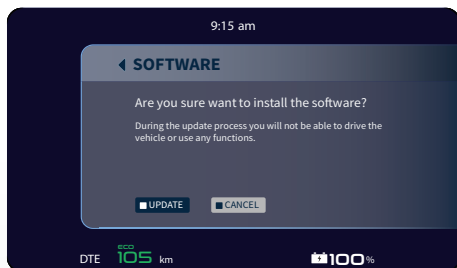 9:15 am
SOFTWARE
Are you sure want to install the software?
During the update process you will not be able to drive the
vehicle or use any functions.
UPDATE CANCEL
ECO
DTE 105 km 100%